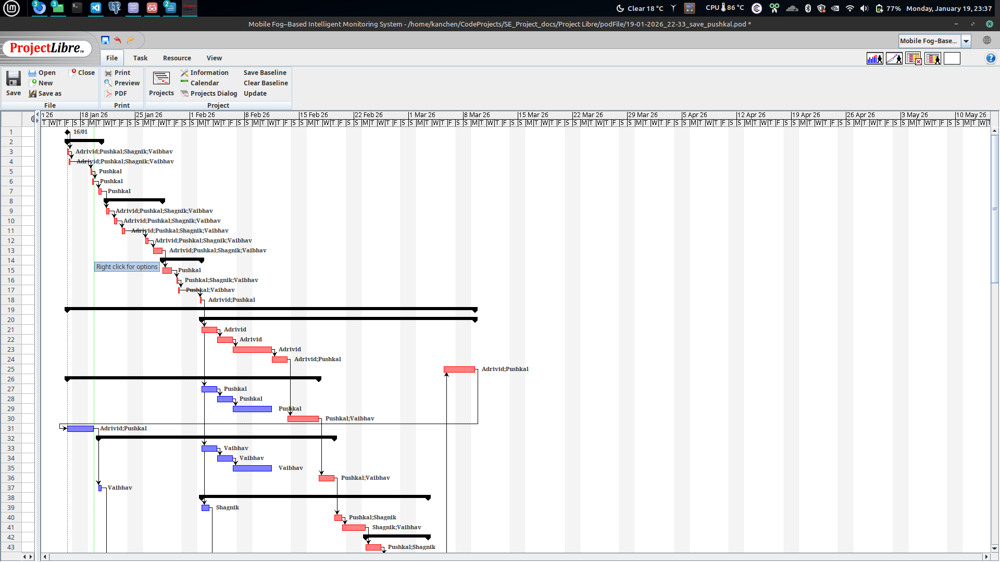 3
3
2
Project Libre
Clear 18 °C
CPU 86 °C
77%
Monday, January 19, 23:37
Mobile Fog–Based Intelligent Monitoring System - /home/kanchen/CodeProjects/SE_Project_docs/Project Libre/podFile/19-01-2026_22-33_save_pushkal.pod *
ProjectLibre™
Mobile Fog–Base...
File Task Resource View
Open
Close
Print
Information
Save Baseline
New
Preview
Calendar
Clear Baseline
Save
Save as
PDF
Projects
Projects Dialog
Update
File
Print
Project
n 26 18 Jan 26 25 Jan 26 1 Feb 26 8 Feb 26 15 Feb 26 22 Feb 26 1 Mar 26 8 Mar 26 15 Mar 26 22 Mar 26 29 Mar 26 5 Apr 26 12 Apr 26 19 Apr 26 26 Apr 26 3 May 26 10 May 26
T W T F S S M T W T F S S M T W T F S S M T W T F S S M T W T F S S M T W T F S S M T W T F S S M T W T F S S M T W T F S S M T W T F S S M T W T F S S M T W T F S S M T W T F S S M T W T F S S M T W T F S S M T W T F S S M T W T F S S M T W T
1 16/01
2
3 Adrivid;Pushkal;Shagnik;Vaibhav
4 Adrivid;Pushkal;Shagnik;Vaibhav
5 Pushkal
6 Pushkal
7 Pushkal
8
9 Adrivid;Pushkal;Shagnik;Vaibhav
10 Adrivid;Pushkal;Shagnik;Vaibhav
11 Adrivid;Pushkal;Shagnik;Vaibhav
12 Adrivid;Pushkal;Shagnik;Vaibhav
13 Adrivid;Pushkal;Shagnik;Vaibhav
14
Right click for options
15 Pushkal
16 Pushkal;Shagnik;Vaibhav
17 Pushkal;Vaibhav
18 Adrivid;Pushkal
19
20
21 Adrivid
22 Adrivid
23 Adrivid
24 Adrivid;Pushkal
25 Adrivid;Pushkal
26
27 Pushkal
28 Pushkal
29 Pushkal
30 Pushkal;Vaibhav
31 Adrivid;Pushkal
32
33 Vaibhav
34 Vaibhav
35 Vaibhav
36 Pushkal;Vaibhav
37 Vaibhav
38
39 Shagnik
40 Pushkal;Shagnik
41 Shagnik;Vaibhav
42
43 Pushkal;Shagnik